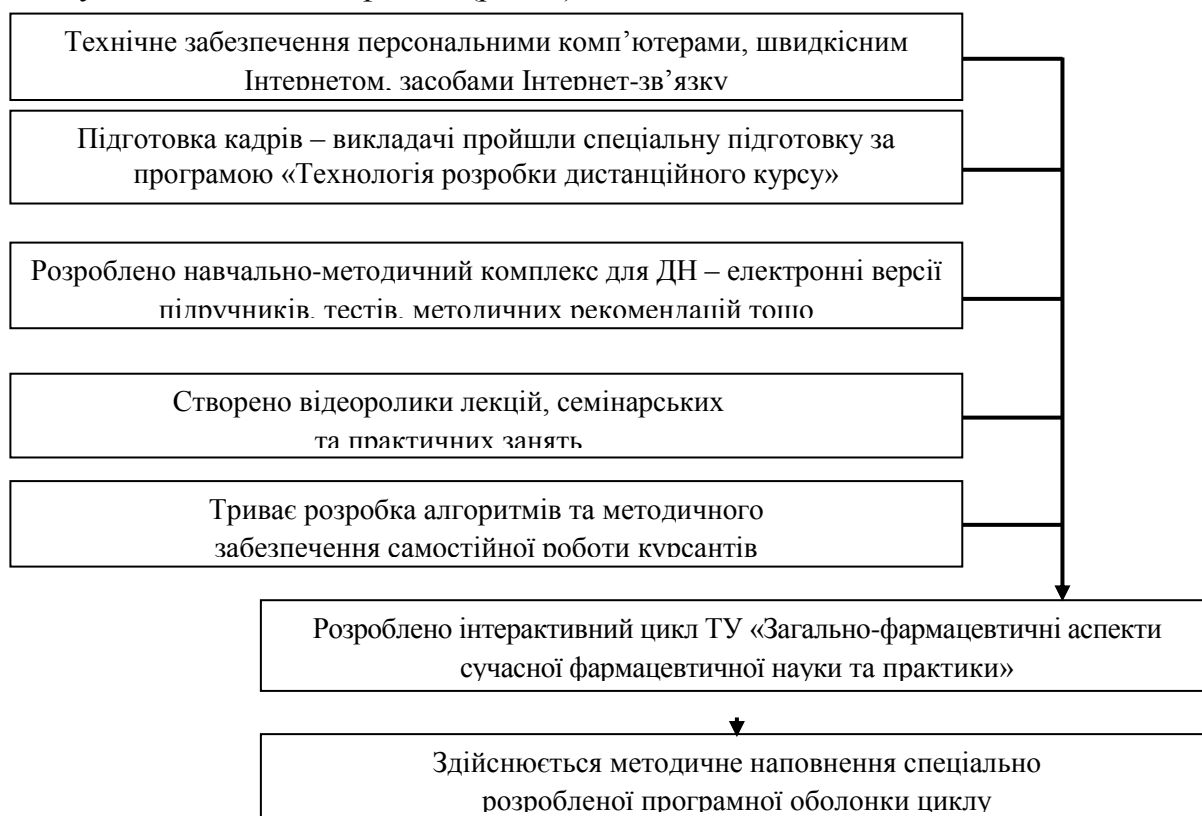 Технічне забезпечення персональними комп’ютерами, швидкісним
Інтернетом, засобами Інтернет-зв’язку
Підготовка кадрів – викладачі пройшли спеціальну підготовку за
програмою «Технологія розробки дистанційного курсу»
Розроблено навчально-методичний комплекс для ДН – електронні версії
підручників, тестів, методичних рекомендацій тощо
Створено відеоролики лекцій, семінарських
та практичних занять
Триває розробка алгоритмів та методичного
забезпечення самостійної роботи курсантів
Розроблено інтерактивний цикл ТУ «Загально-фармацевтичні аспекти
сучасної фармацевтичної науки та практики»
Здійснюється методичне наповнення спеціально
розробленої програмної оболонки циклу